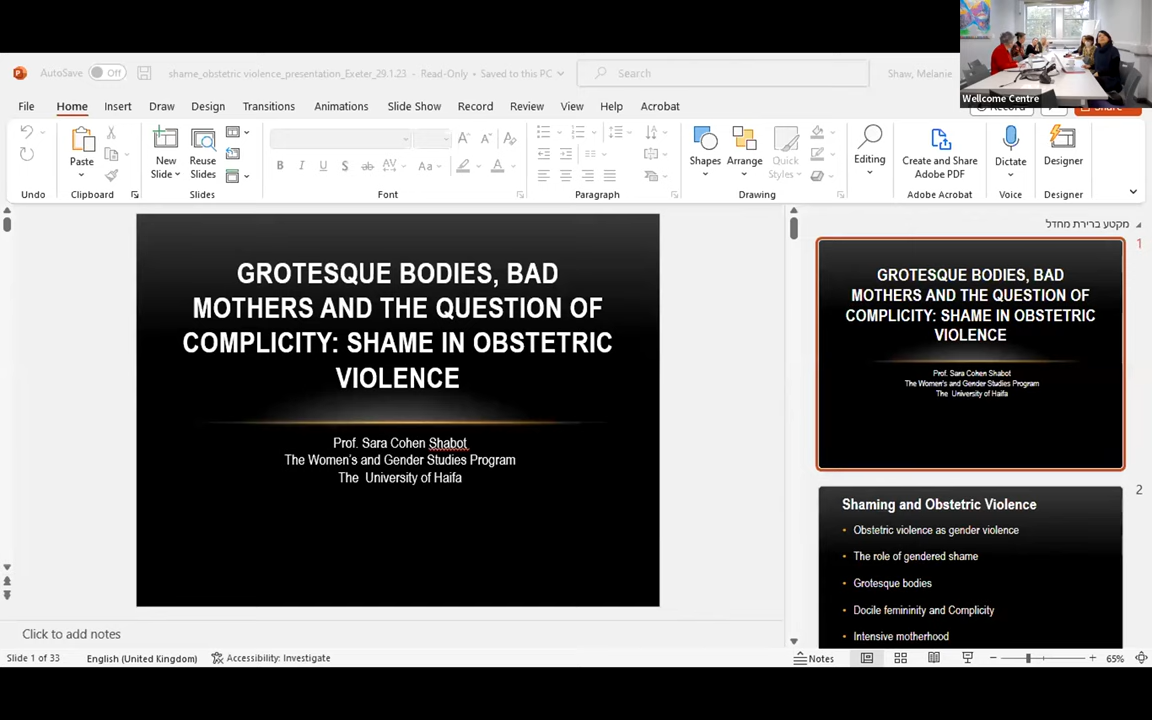 AutoSave
Off
shame_obstetric violence_presentation_Exeter_29.1.23 - Read-Only - Saved to this PC
Search
Shaw, Melanie
Wellcome Centre
File
Home
Insert
Draw
Design
Transitions
Animations
Slide Show
Record
Review
View
Help
Acrobat
Record
Share
Paste
New
Slide
Reuse
Slides
Shapes
Arrange
Quick
Styles
Editing
Create and Share
Adobe PDF
Dictate
Designer
Undo
Clipboard
Slides
Font
Paragraph
Drawing
Adobe Acrobat
Voice
Designer
GROTESQUE BODIES, BAD
MOTHERS AND THE QUESTION OF
COMPLICITY: SHAME IN OBSTETRIC
VIOLENCE
Prof. Sara Cohen Shabot
The Women's and Gender Studies Program
The University of Haifa
מקטע ברירת מחדל
1
GROTESQUE BODIES, BAD
MOTHERS AND THE QUESTION OF
COMPLICITY: SHAME IN OBSTETRIC
VIOLENCE
Prof. Sara Cohen Shabot
The Women's and Gender Studies Program
The University of Haifa
2
Shaming and Obstetric Violence
• Obstetric violence as gender violence
• The role of gendered shame
• Grotesque bodies
• Docile femininity and Complicity
• Intensive motherhood
Click to add notes
Slide 1 of 33
English (United Kingdom)
Accessibility: Investigate
Notes
65%